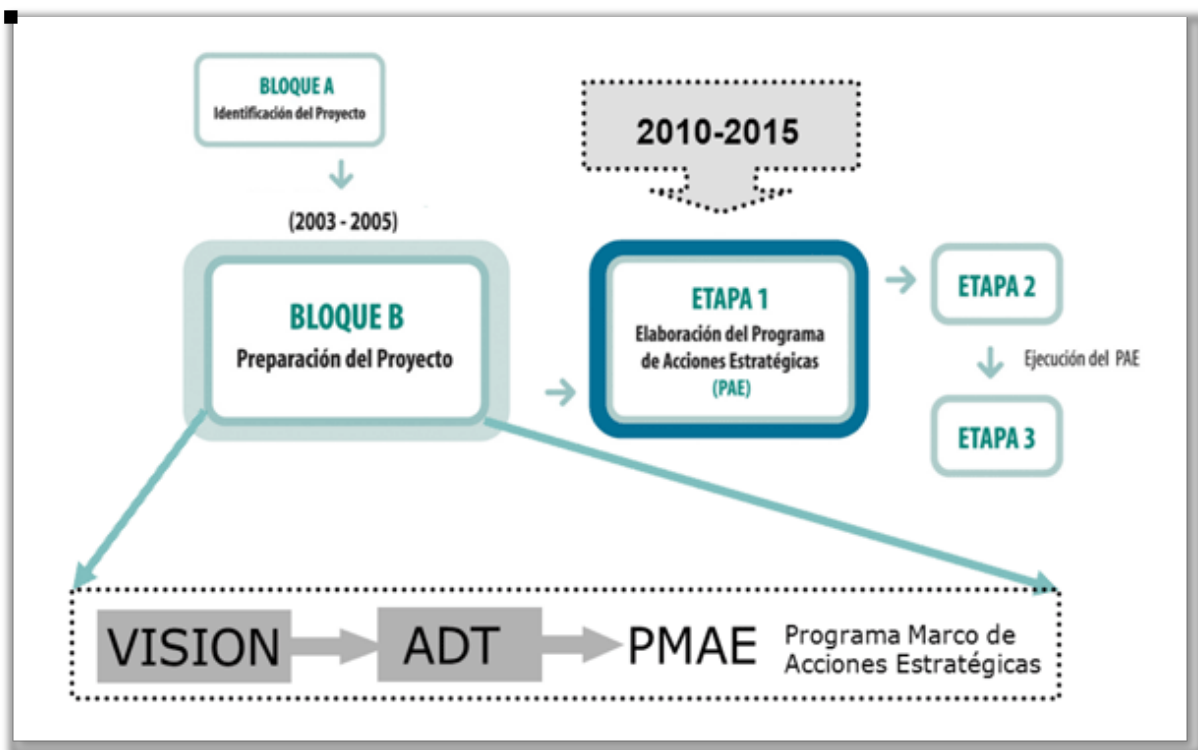 BLOQUE A
Identificación del Proyecto
2010-2015
(2003 - 2005)
BLOQUE B
Preparación del Proyecto
ETAPA 1
Elaboración del Programa
de Acciones Estratégicas
(PAE)
ETAPA 2
Ejecución del PAE
ETAPA 3
VISION
ADT
PMAE
Programa Marco de
Acciones Estratégicas